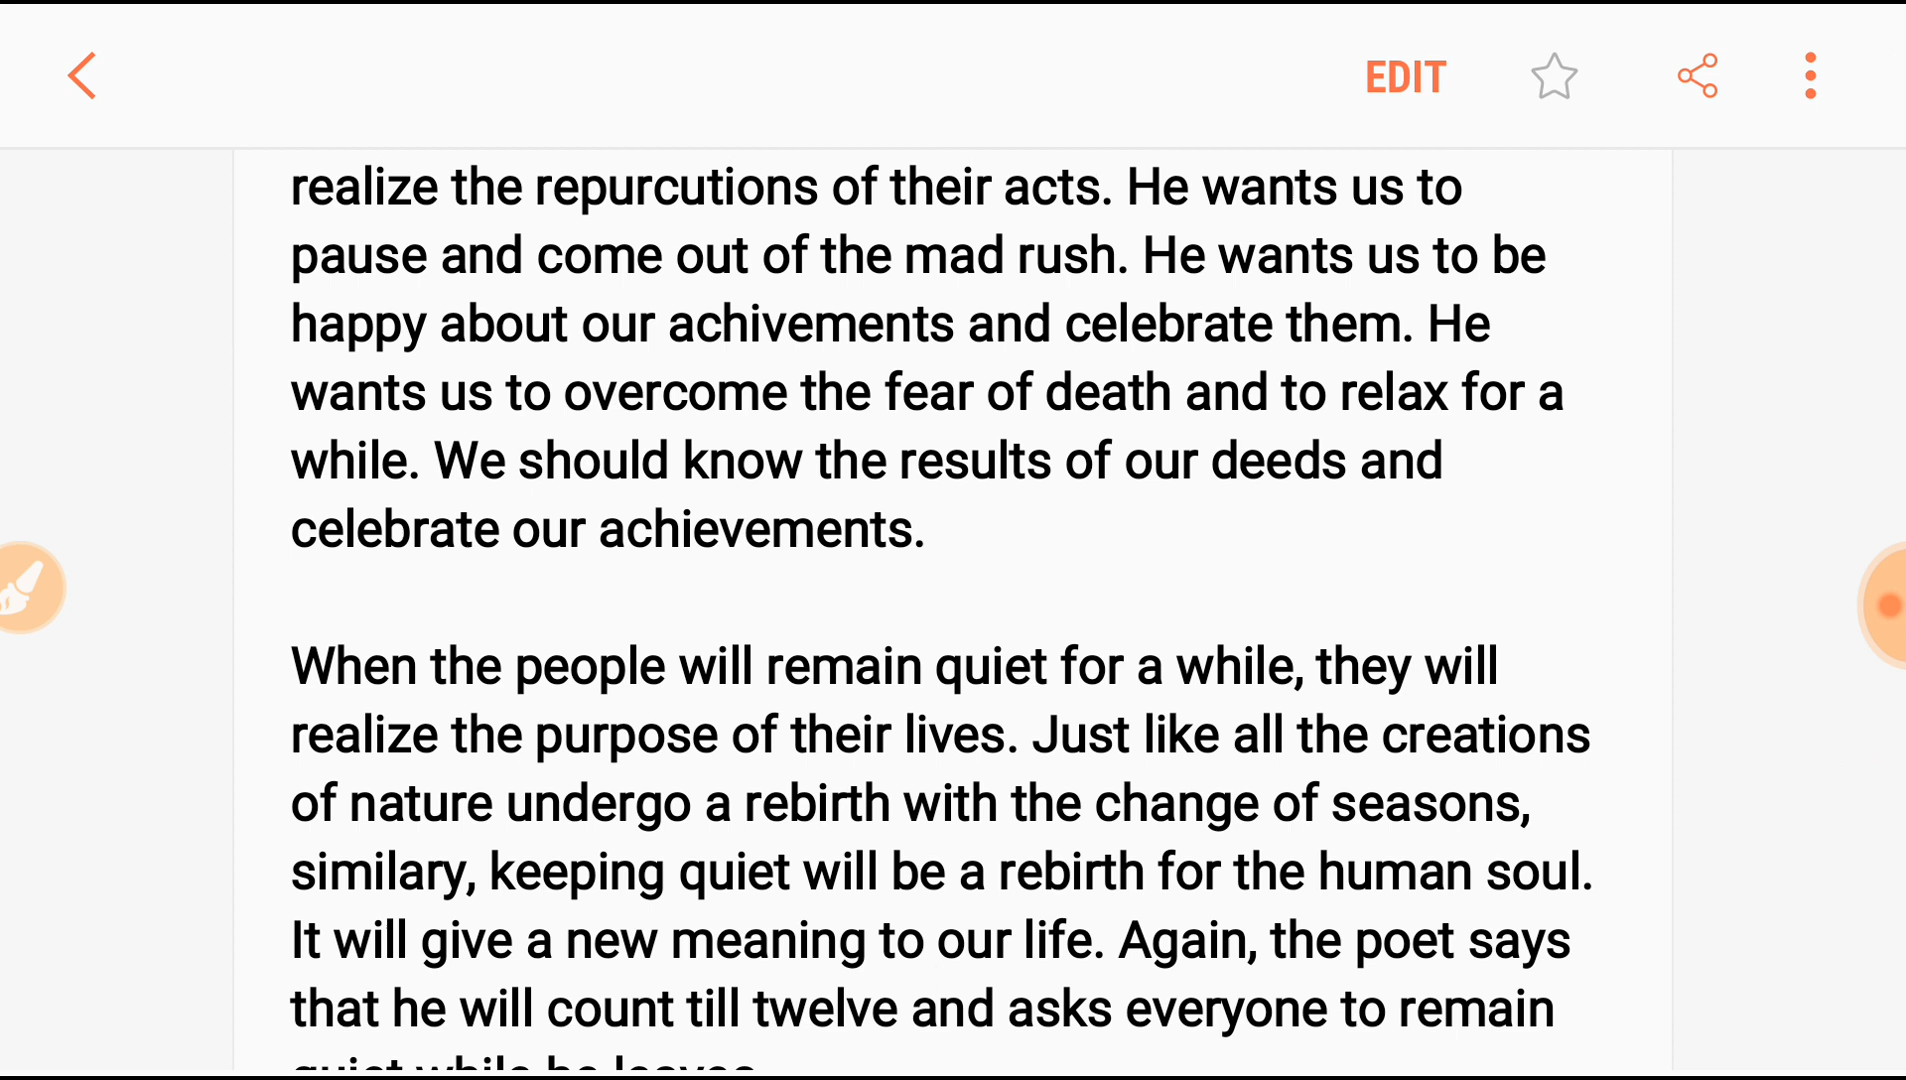 EDIT
realize the repurcutions of their acts. He wants us to
pause and come out of the mad rush. He wants us to be
happy about our achivements and celebrate them. He
wants us to overcome the fear of death and to relax for a
while. We should know the results of our deeds and
celebrate our achievements.
When the people will remain quiet for a while, they will
realize the purpose of their lives. Just like all the creations
of nature undergo a rebirth with the change of seasons,
similary, keeping quiet will be a rebirth for the human soul.
It will give a new meaning to our life. Again, the poet says
that he will count till twelve and asks everyone to remain
quiet while he leaves